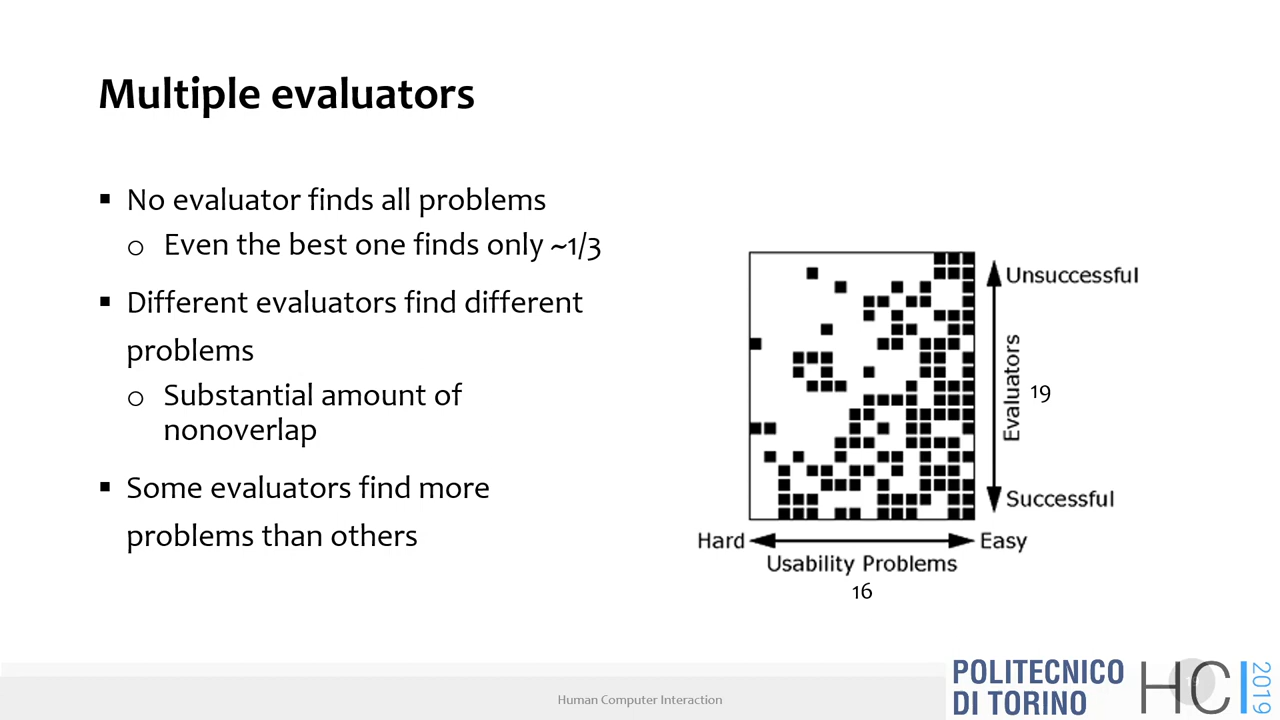 Multiple evaluators
▪ No evaluator finds all problems
o Even the best one finds only ~1/3
▪ Different evaluators find different
problems
o Substantial amount of
nonoverlap
▪ Some evaluators find more
problems than others
Unsuccessful
Evaluators
19
Successful
Hard
Easy
Usability Problems
16
Human Computer Interaction
POLITECNICO
DI TORINO
HCI
2019